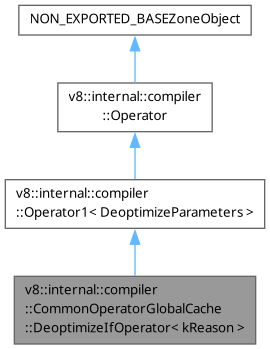 NON_EXPORTED_BASEZoneObject
v8::internal::compiler
::Operator
v8::internal::compiler
::Operator1< DeoptimizeParameters >
v8::internal::compiler
::CommonOperatorGlobalCache
::DeoptimizeIfOperator< kReason >